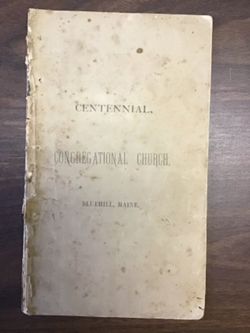 CENTENNIAL,
CONGREGATIONAL CHURCH,
BLUEHILL, MAINE.